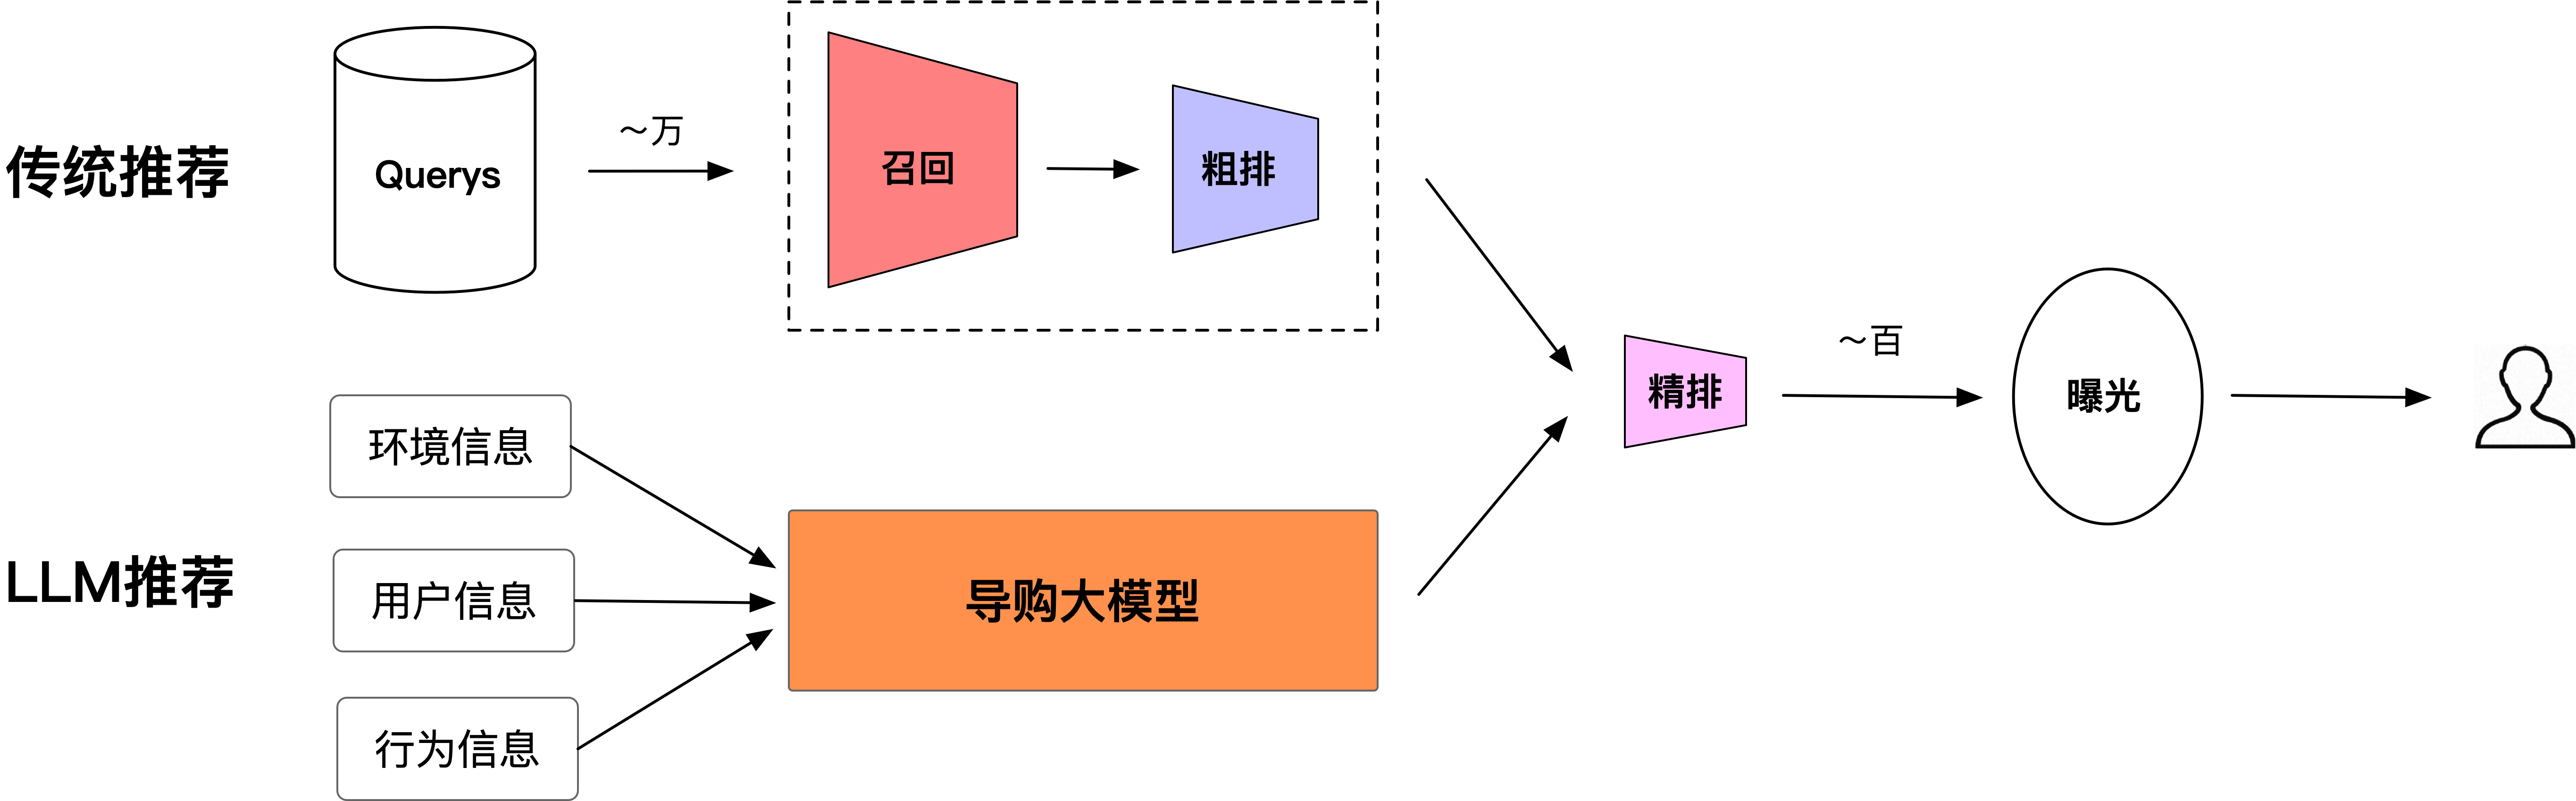 传统推荐
Querys
～万
召回
粗排
精排
～百
曝光
LLM推荐
环境信息
用户信息
行为信息
导购大模型